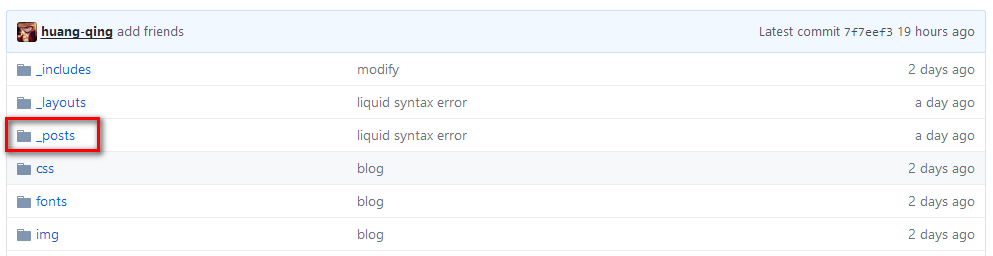 huang-qing add friends Latest commit 7f7eef3 19 hours ago
_includes modify 2 days ago
_layouts liquid syntax error a day ago
_posts liquid syntax error a day ago
css blog 2 days ago
fonts blog 2 days ago
img blog 2 days ago